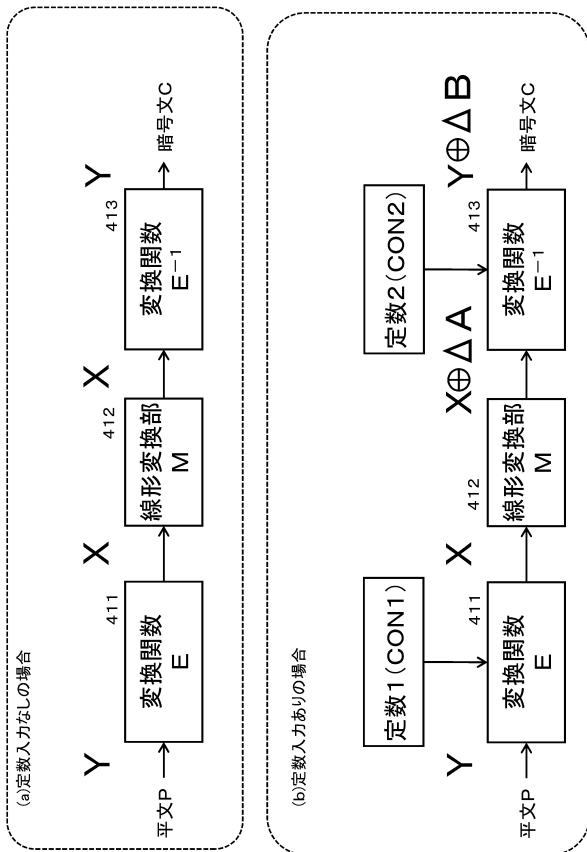 (a)定数入力なしの場合
平文P
Y
411
変換関数
E
X
412
線形変換部
M
X
413
変換関数
E⁻¹
Y
暗号文C
(b)定数入力ありの場合
定数1(CON1)
定数2(CON2)
平文P
Y
411
変換関数
E
X
412
線形変換部
M
X⊕ΔA
413
変換関数
E⁻¹
Y⊕ΔB
暗号文C